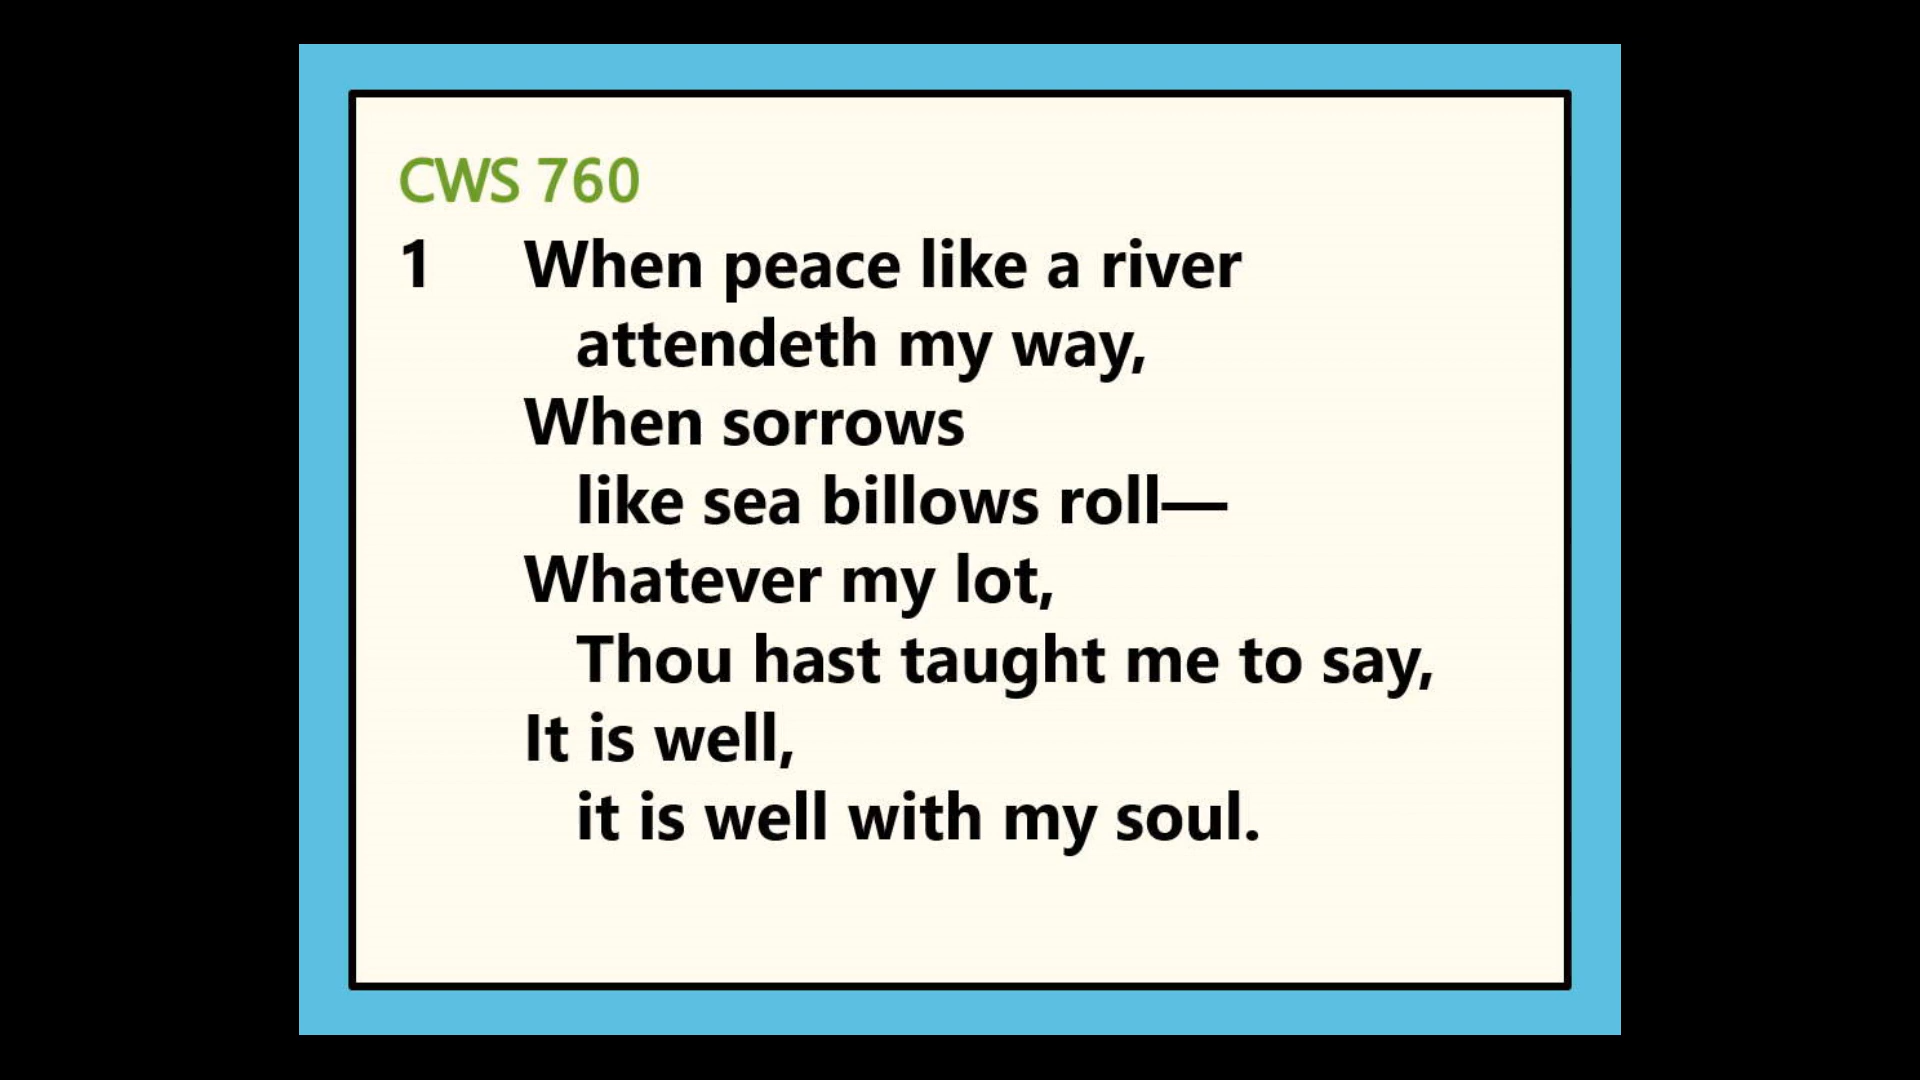 CWS 760
1 When peace like a river
attendeth my way,
When sorrows
like sea billows roll—
Whatever my lot,
Thou hast taught me to say,
It is well,
it is well with my soul.